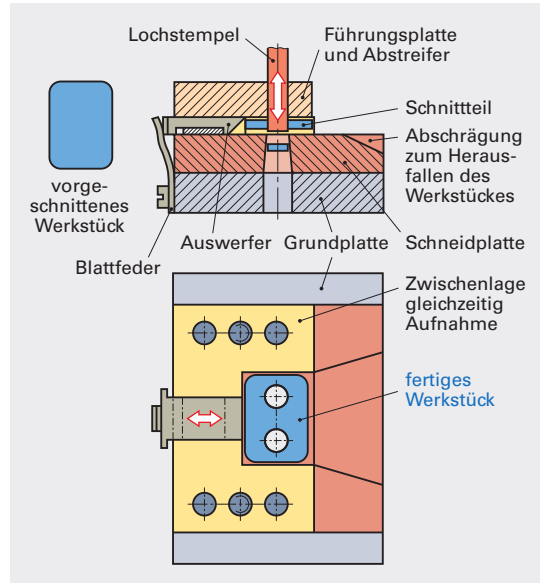 Lochstempel
Führungsplatte
und Abstreifer
Schnittteil
Abschrägung
zum Heraus-
fallen des
Werkstückes
vorge-
schnittenes
Werkstück
Auswerfer
Grundplatte
Schneidplatte
Blattfeder
Zwischenlage
gleichzeitig
Aufnahme
fertiges
Werkstück